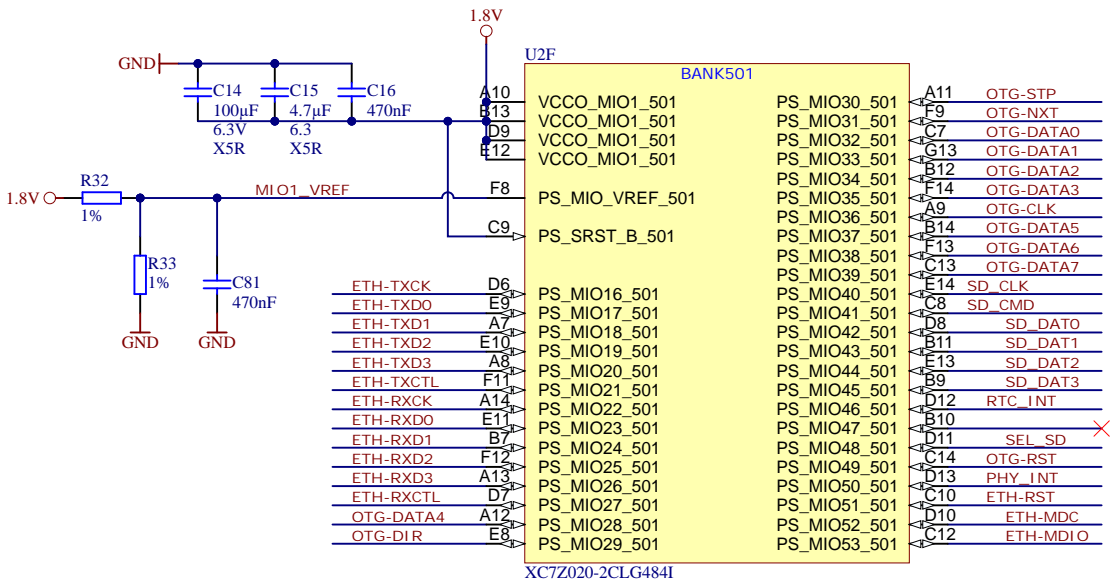 1.8V
U2F
BANK501
GND
C14
100µF
6.3V
X5R
C15
4.7µF
6.3
X5R
C16
470nF
A10 VCCO_MIO1_501
B13 VCCO_MIO1_501
D9 VCCO_MIO1_501
E12 VCCO_MIO1_501
1.8V
R32
1%
MIO1_VREF
F8 PS_MIO_VREF_501
C9 PS_SRST_B_501
R33
1%
C81
470nF
GND
GND
ETH-TXCK D6 PS_MIO16_501
ETH-TXD0 E9 PS_MIO17_501
ETH-TXD1 A7 PS_MIO18_501
ETH-TXD2 E10 PS_MIO19_501
ETH-TXD3 A8 PS_MIO20_501
ETH-TXCTL F11 PS_MIO21_501
ETH-RXCK A14 PS_MIO22_501
ETH-RXD0 E11 PS_MIO23_501
ETH-RXD1 B7 PS_MIO24_501
ETH-RXD2 F12 PS_MIO25_501
ETH-RXD3 A13 PS_MIO26_501
ETH-RXCTL D7 PS_MIO27_501
OTG-DATA4 A12 PS_MIO28_501
OTG-DIR E8 PS_MIO29_501
PS_MIO30_501 A11 OTG-STP
PS_MIO31_501 F9 OTG-NXT
PS_MIO32_501 C7 OTG-DATA0
PS_MIO33_501 G13 OTG-DATA1
PS_MIO34_501 B12 OTG-DATA2
PS_MIO35_501 F14 OTG-DATA3
PS_MIO36_501 A9 OTG-CLK
PS_MIO37_501 B14 OTG-DATA5
PS_MIO38_501 F13 OTG-DATA6
PS_MIO39_501 C13 OTG-DATA7
PS_MIO40_501 E14 SD_CLK
PS_MIO41_501 C8 SD_CMD
PS_MIO42_501 D8 SD_DAT0
PS_MIO43_501 B11 SD_DAT1
PS_MIO44_501 E13 SD_DAT2
PS_MIO45_501 B9 SD_DAT3
PS_MIO46_501 D12 RTC_INT
PS_MIO47_501 B10
PS_MIO48_501 D11 SEL_SD
PS_MIO49_501 C14 OTG-RST
PS_MIO50_501 D13 PHY_INT
PS_MIO51_501 C10 ETH-RST
PS_MIO52_501 D10 ETH-MDC
PS_MIO53_501 C12 ETH-MDIO
XC7Z020-2CLG484I